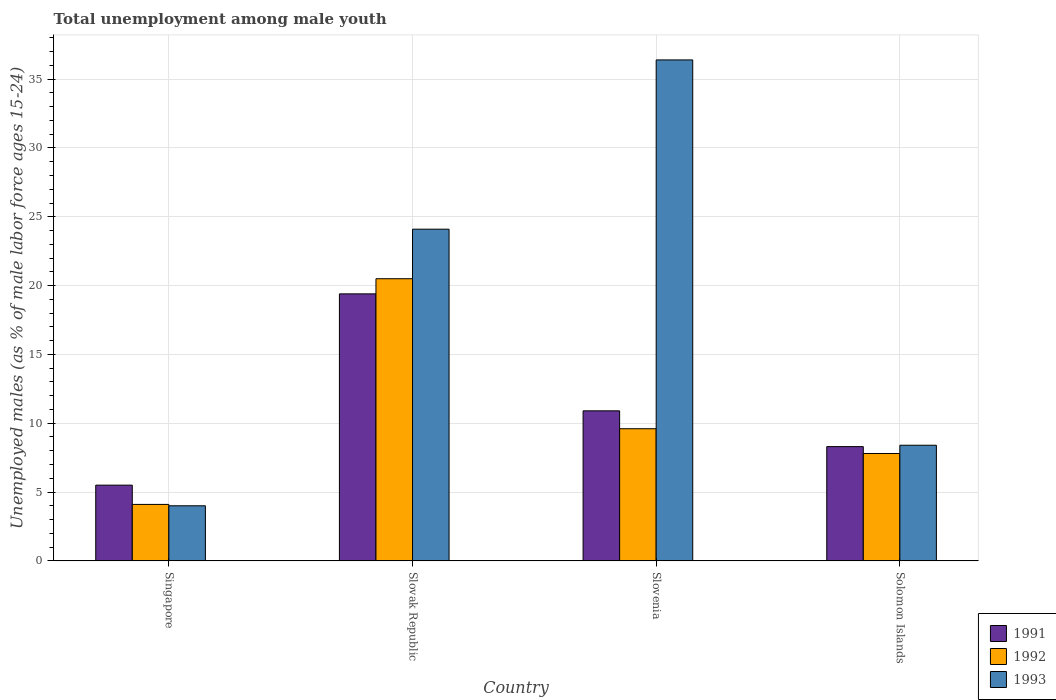 Total unemployment among male youth
Unemployed males (as % of male labor force ages 15-24)
35
30
25
20
15
10
5
0
Singapore
Slovak Republic
Slovenia
Solomon Islands
Country
1991
1992
1993